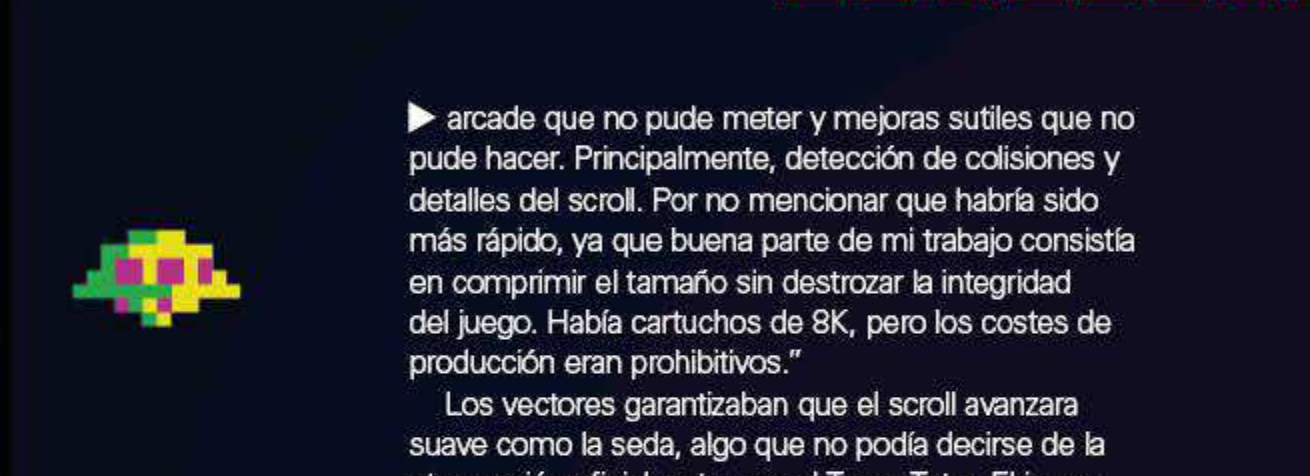 ▶ arcade que no pude meter y mejoras sutiles que no
pude hacer. Principalmente, detección de colisiones y
detalles del scroll. Por no mencionar que habría sido
más rápido, ya que buena parte de mi trabajo consistía
en comprimir el tamaño sin destrozar la integridad
del juego. Había cartuchos de 8K, pero los costes de
producción eran prohibitivos.”
Los vectores garantizaban que el scroll avanzara
suave como la seda, algo que no podía decirse de la